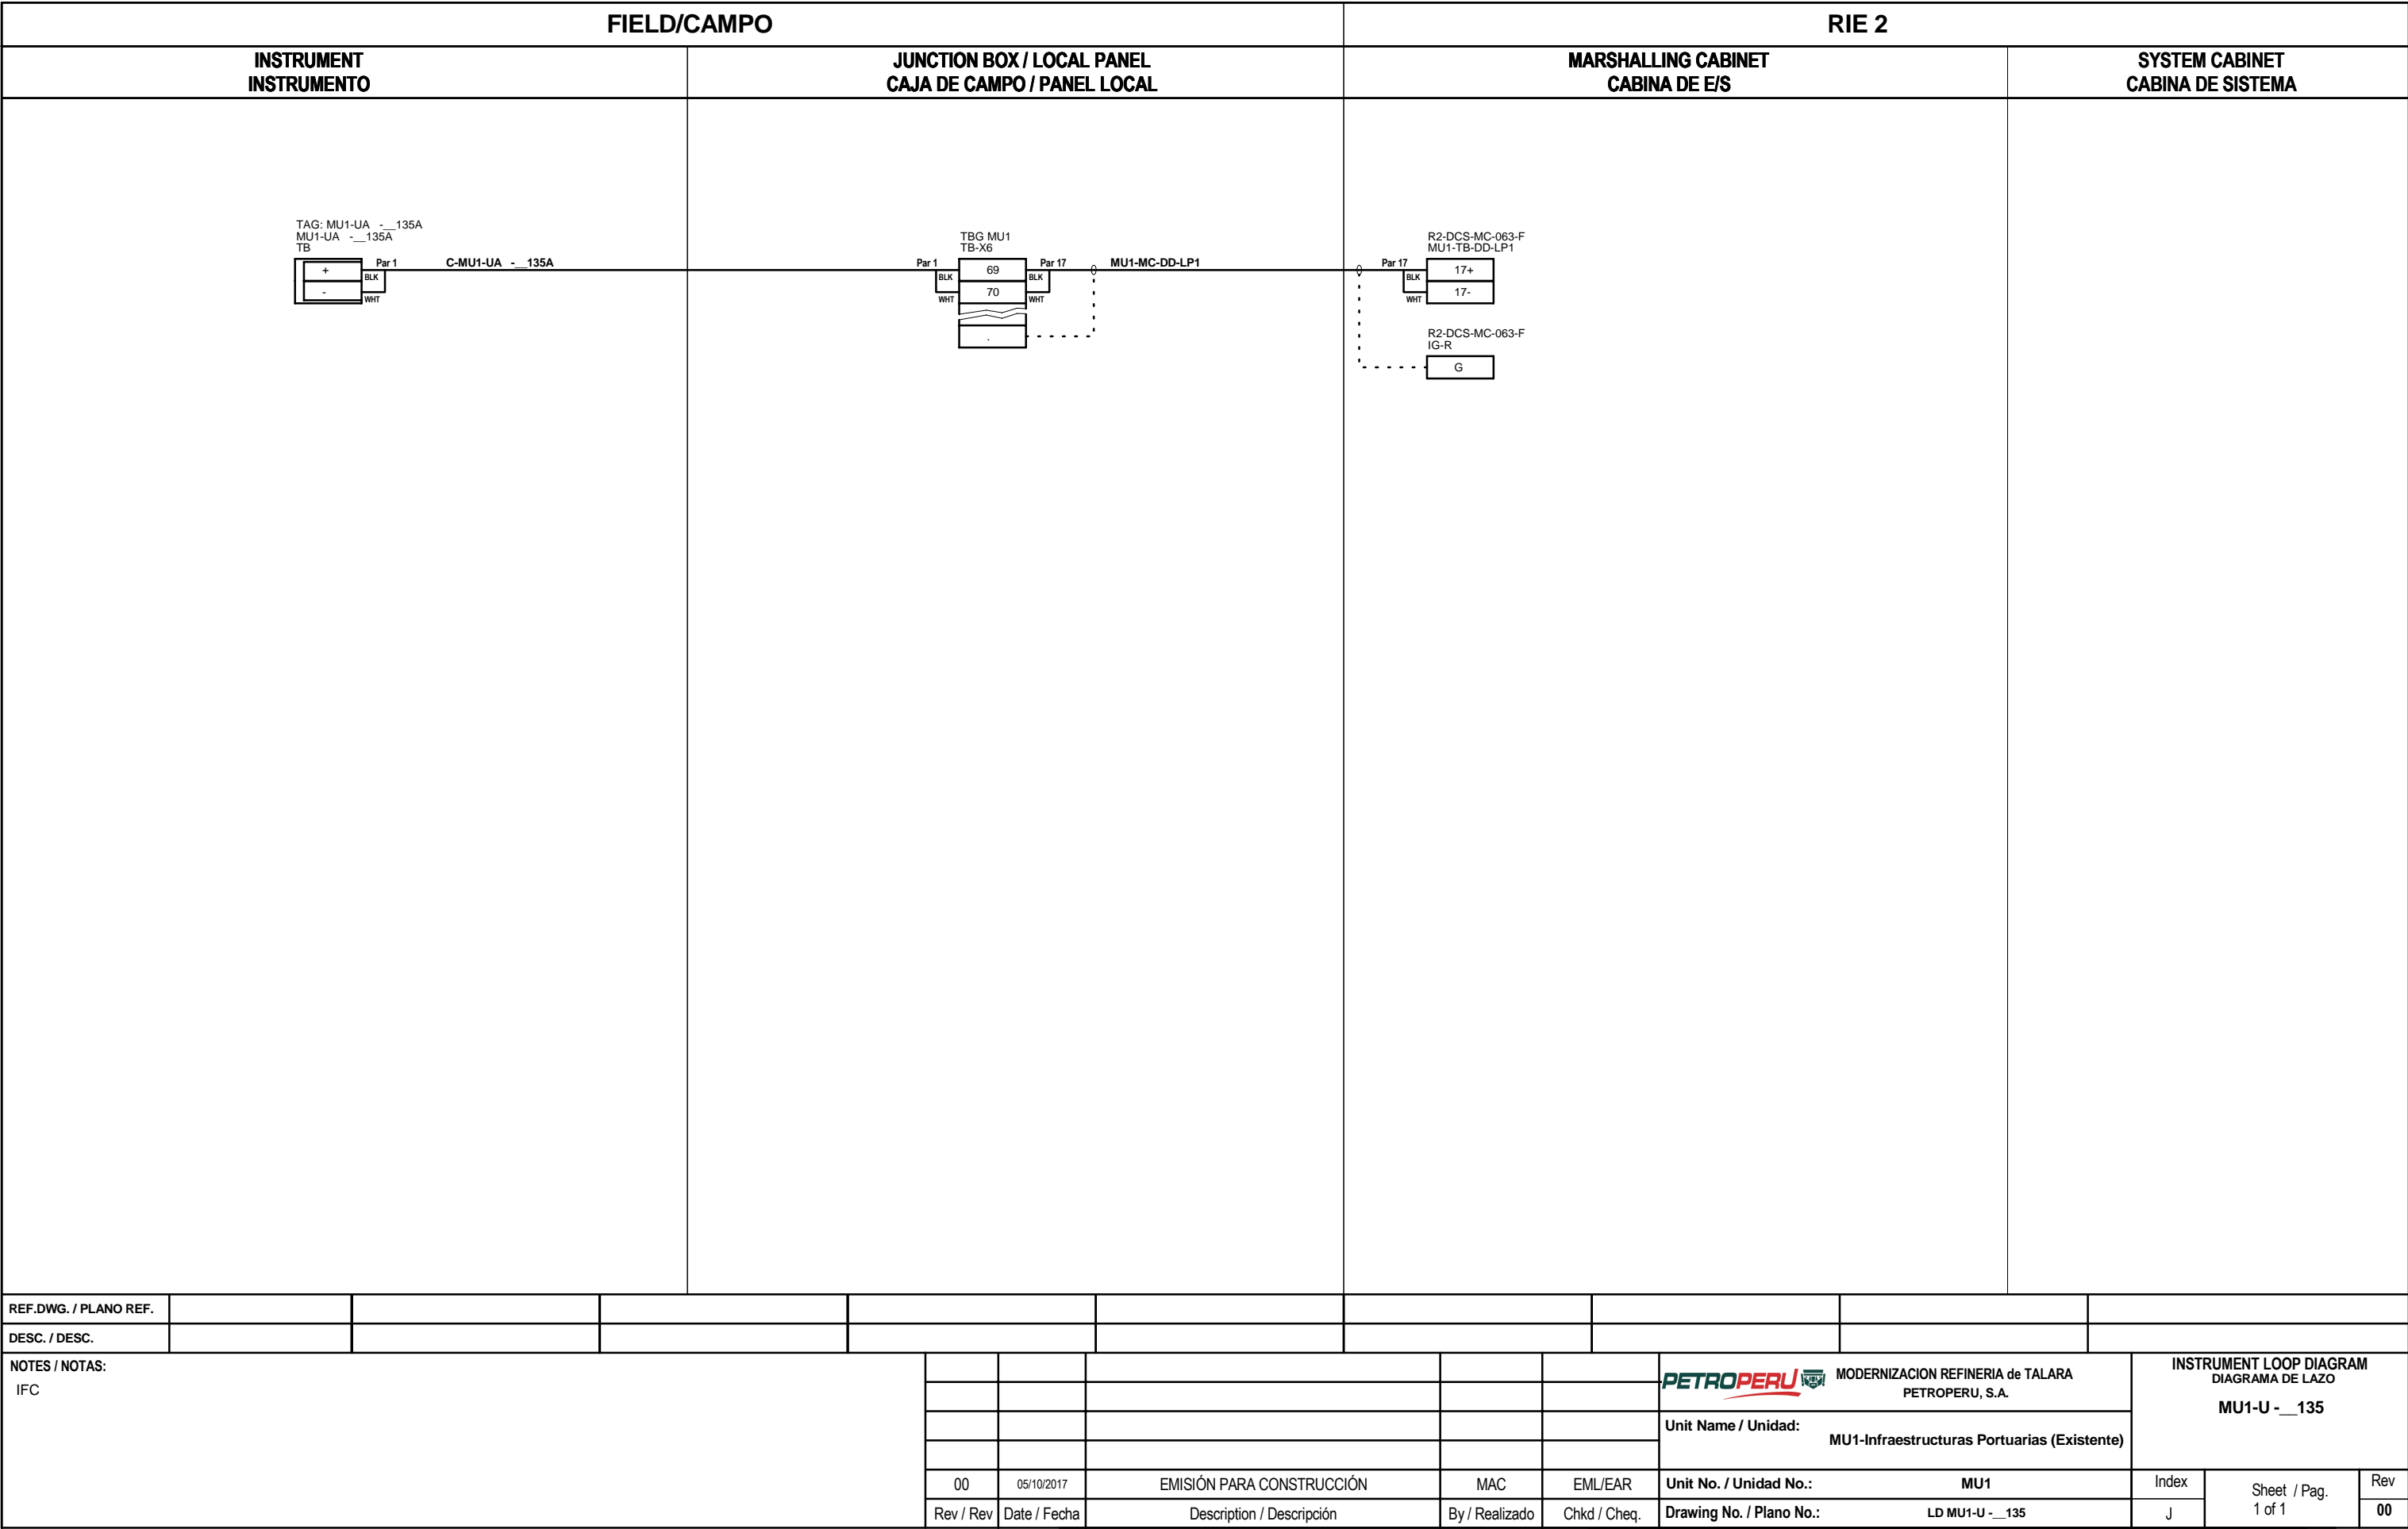 FIELD/CAMPO
RIE 2
INSTRUMENT
INSTRUMENTO
JUNCTION BOX / LOCAL PANEL
CAJA DE CAMPO / PANEL LOCAL
MARSHALLING CABINET
CABINA DE E/S
SYSTEM CABINET
CABINA DE SISTEMA
TAG: MU1-UA -__135A
MU1-UA -__135A
TB
+
-
Par 1
BLK
WHT
C-MU1-UA -__135A
TBG MU1
TB-X6
Par 1
BLK
WHT
69
70
.
Par 17
BLK
WHT
MU1-MC-DD-LP1
R2-DCS-MC-063-F
MU1-TB-DD-LP1
Par 17
BLK
WHT
17+
17-
R2-DCS-MC-063-F
IG-R
G
REF.DWG. / PLANO REF.
DESC. / DESC.
NOTES / NOTAS:
IFC
00 05/10/2017 EMISIÓN PARA CONSTRUCCIÓN MAC EML/EAR
Rev / Rev Date / Fecha Description / Descripción By / Realizado Chkd / Cheq.
PETROPERU
MODERNIZACION REFINERIA de TALARA
PETROPERU, S.A.
Unit Name / Unidad:
MU1-Infraestructuras Portuarias (Existente)
Unit No. / Unidad No.: MU1
Drawing No. / Plano No.: LD MU1-U -__135
INSTRUMENT LOOP DIAGRAM
DIAGRAMA DE LAZO
MU1-U -__135
Index
J
Sheet / Pag.
1 of 1
Rev
00